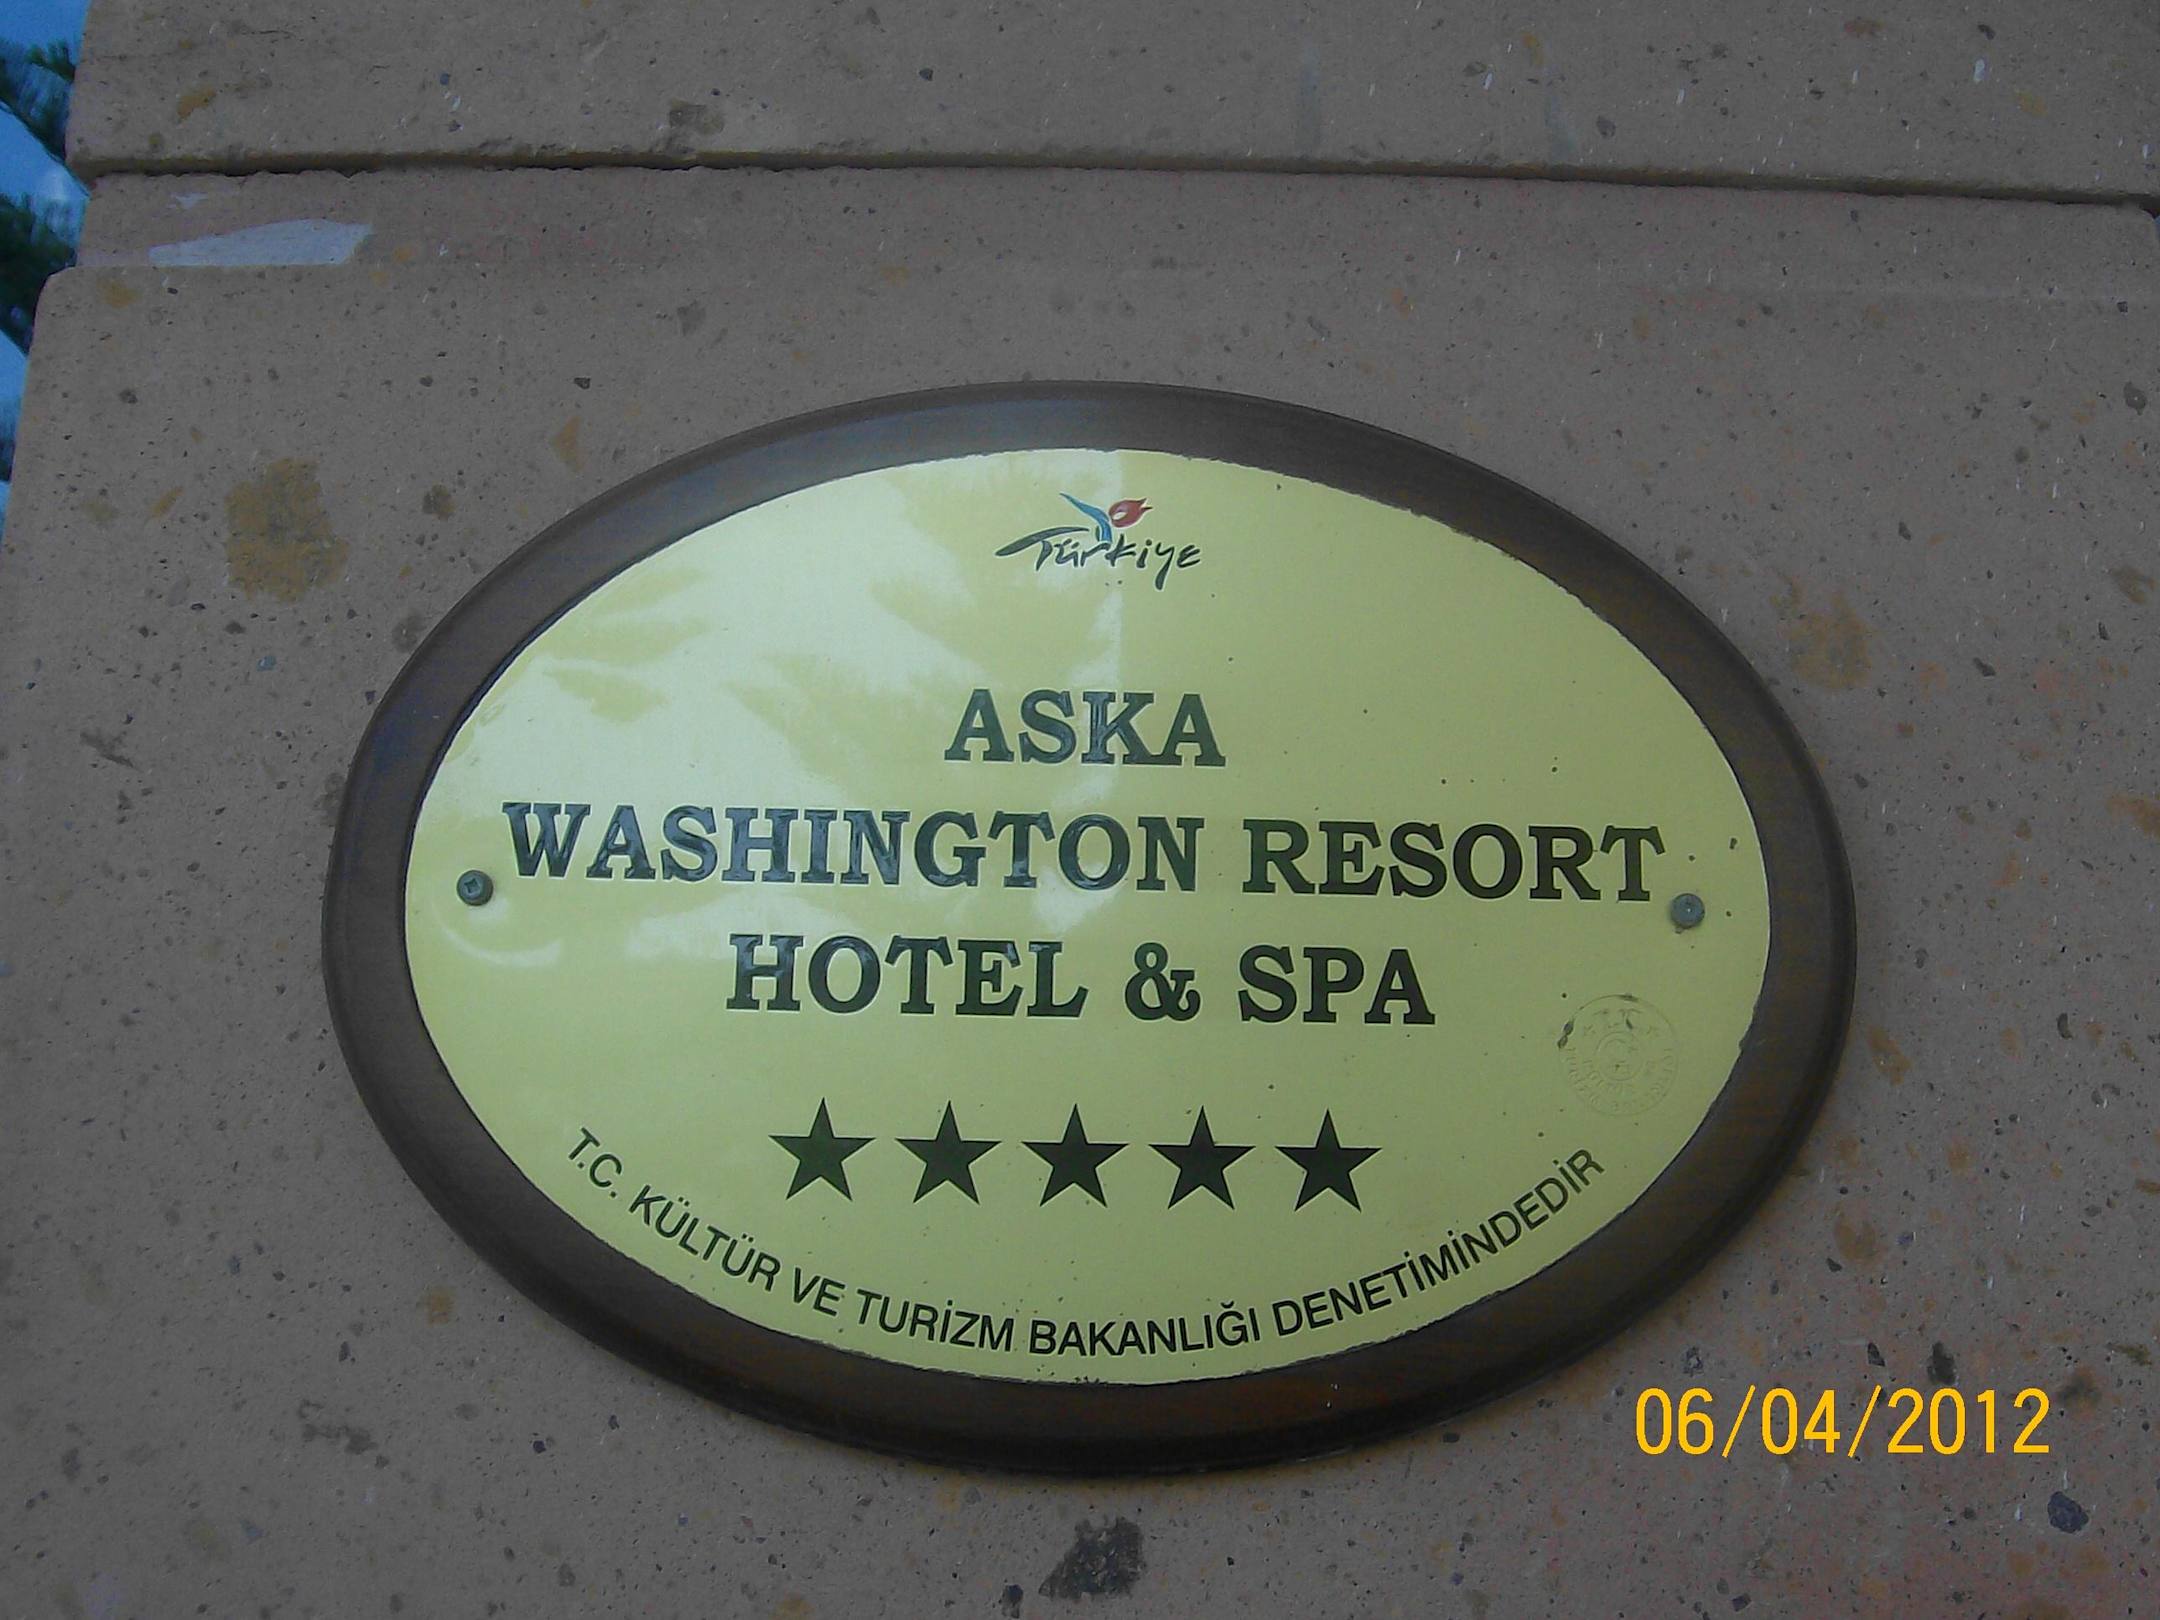 Türkiye
ASKA
WASHINGTON RESORT
HOTEL & SPA
★★★★★
T.C. KÜLTÜR VE TURİZM BAKANLIĞI DENETİMİNDEDİR
06/04/2012